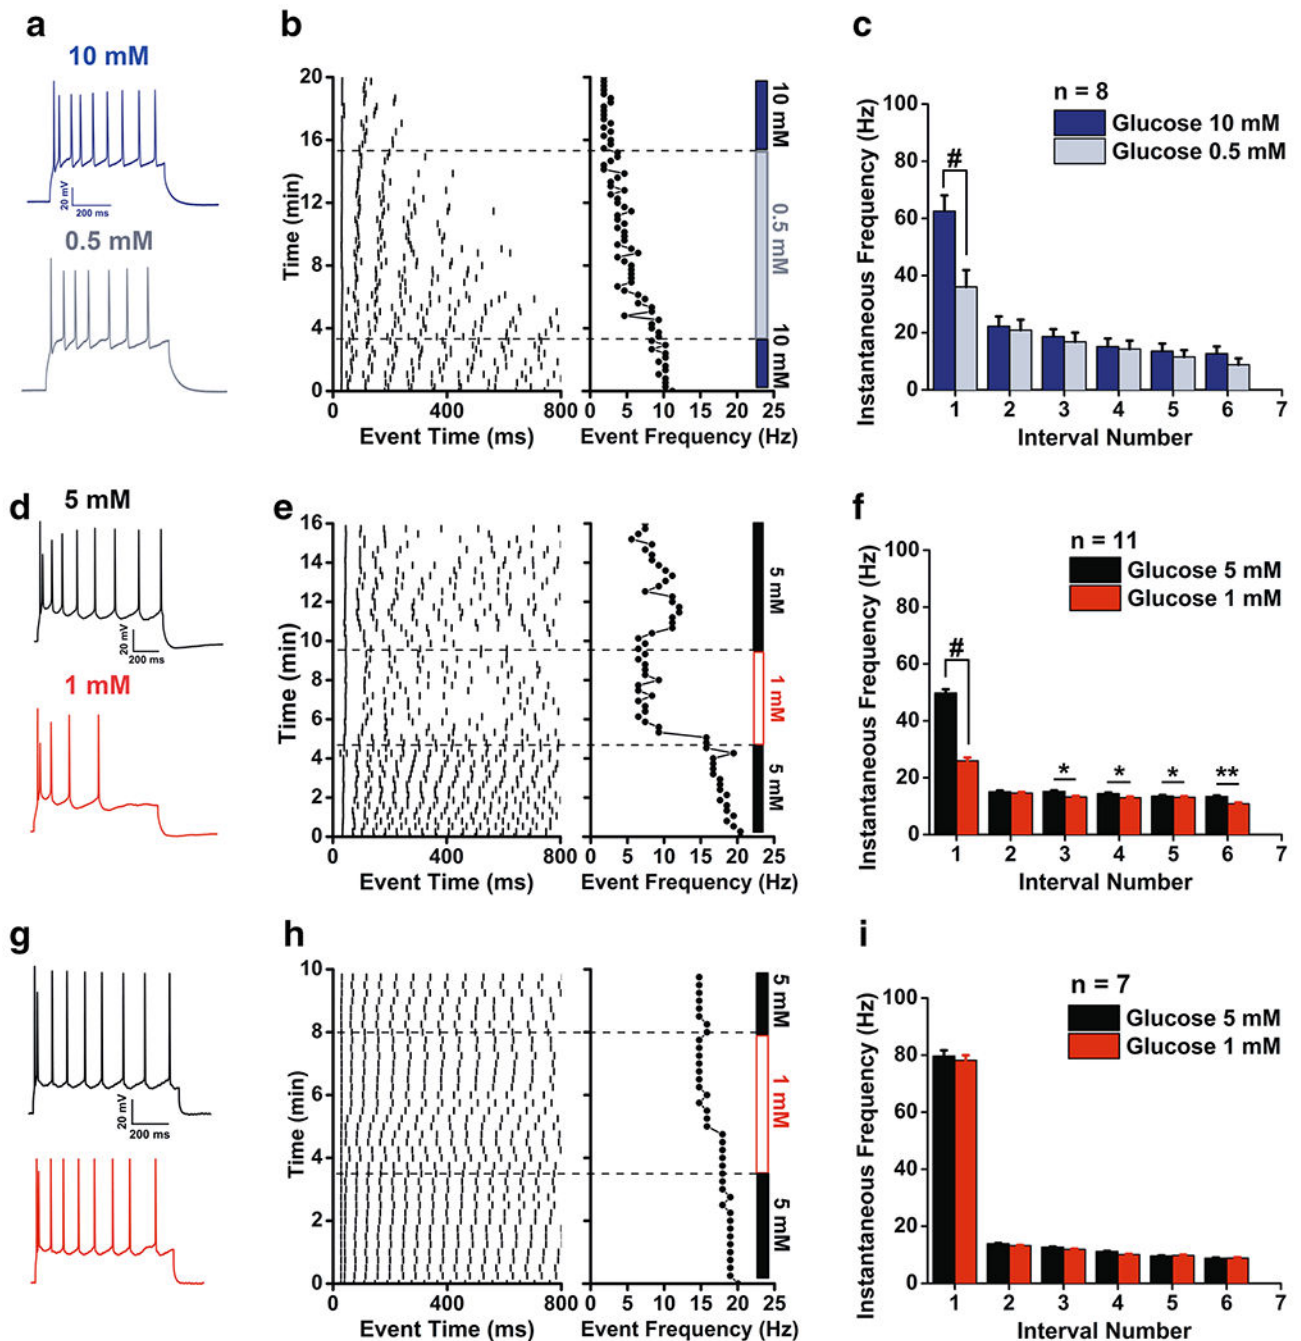 a
10 mM
20 mV
200 ms
0.5 mM
b
20
16
12
8
4
0
Time (min)
0 400 800
Event Time (ms)
0 5 10 15 20 25
Event Frequency (Hz)
10 mM
0.5 mM
10 mM
c
n = 8
Glucose 10 mM
Glucose 0.5 mM
100
80
60
40
20
0
Instantaneous Frequency (Hz)
#
1 2 3 4 5 6 7
Interval Number
d
5 mM
20 mV
200 ms
1 mM
e
16
14
12
10
8
6
4
2
0
Time (min)
0 400 800
Event Time (ms)
0 5 10 15 20 25
Event Frequency (Hz)
5 mM
1 mM
5 mM
f
n = 11
Glucose 5 mM
Glucose 1 mM
100
80
60
40
20
0
Instantaneous Frequency (Hz)
#
* * * **
1 2 3 4 5 6 7
Interval Number
g
20 mV
200 ms
h
10
8
6
4
2
0
Time (min)
0 400 800
Event Time (ms)
0 5 10 15 20 25
Event Frequency (Hz)
5 mM
1 mM
5 mM
i
n = 7
Glucose 5 mM
Glucose 1 mM
100
80
60
40
20
0
Instantaneous Frequency (Hz)
1 2 3 4 5 6 7
Interval Number